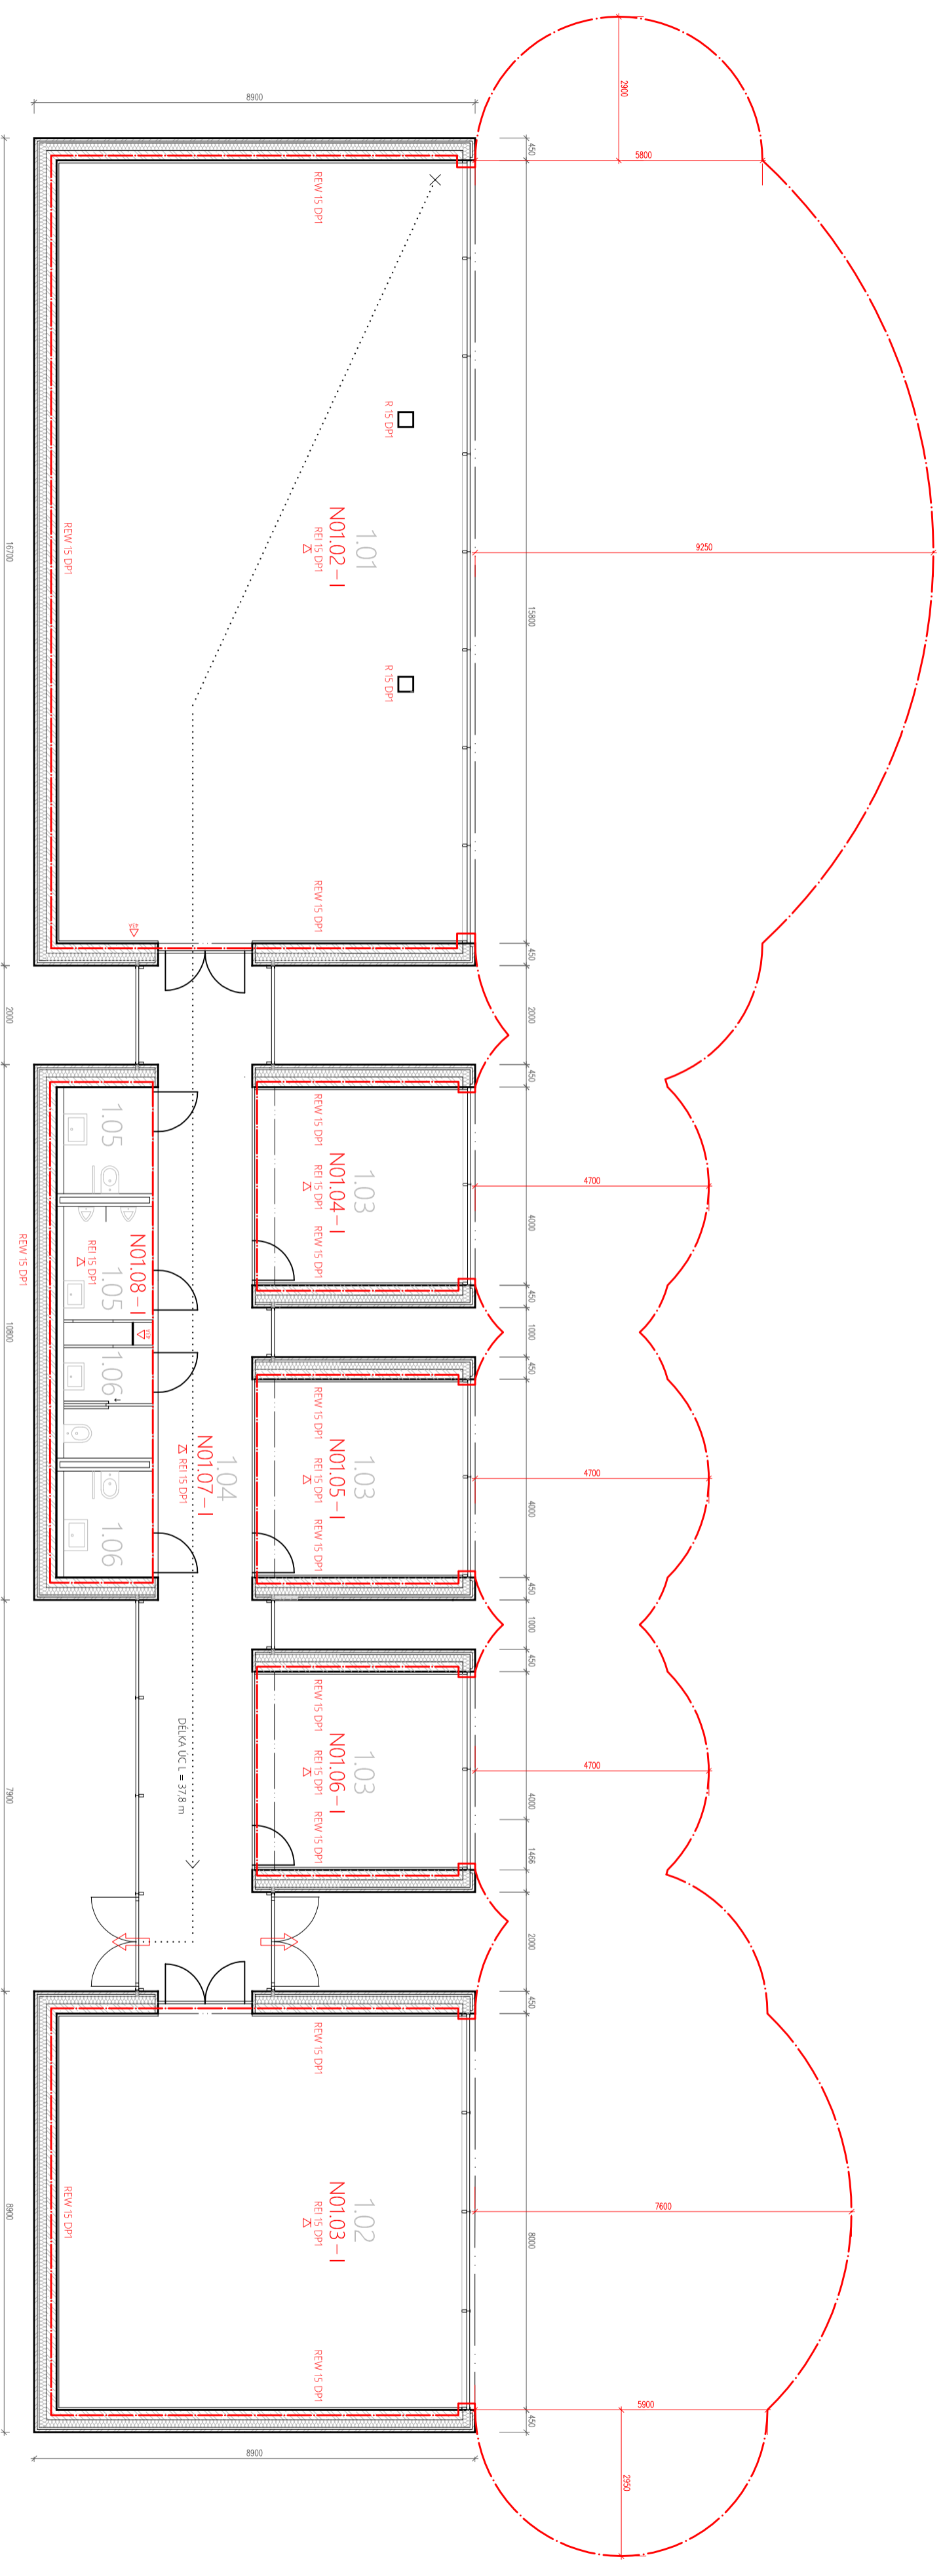 2900
5800
8900
450
REW 15 DP1
R 15 DP1
9250
1.01
N01.02-I
REI 15 DP1
REW 15 DP1
16700
15800
R 15 DP1
REW 15 DP1
450
2000
2000
450
1.05
REW 15 DP1
1.03
N01.04-I
REI 15 DP1
4700
4000
REW 15 DP1
N01.08-I
REI 15 DP1
REW 15 DP1
1.05
10800
1.06
450
1000
450
REW 15 DP1
1.04
N01.07-I
REI 15 DP1
1.03
N01.05-I
REI 15 DP1
4700
4000
REW 15 DP1
1.06
450
1000
450
REW 15 DP1
DÉLKA ÚC L = 37,8 m
1.03
N01.06-I
REI 15 DP1
4700
4000
REW 15 DP1
7900
1466
2000
450
REW 15 DP1
1.02
N01.03-I
REI 15 DP1
REW 15 DP1
8900
7600
8000
REW 15 DP1
5900
450
8900
2950